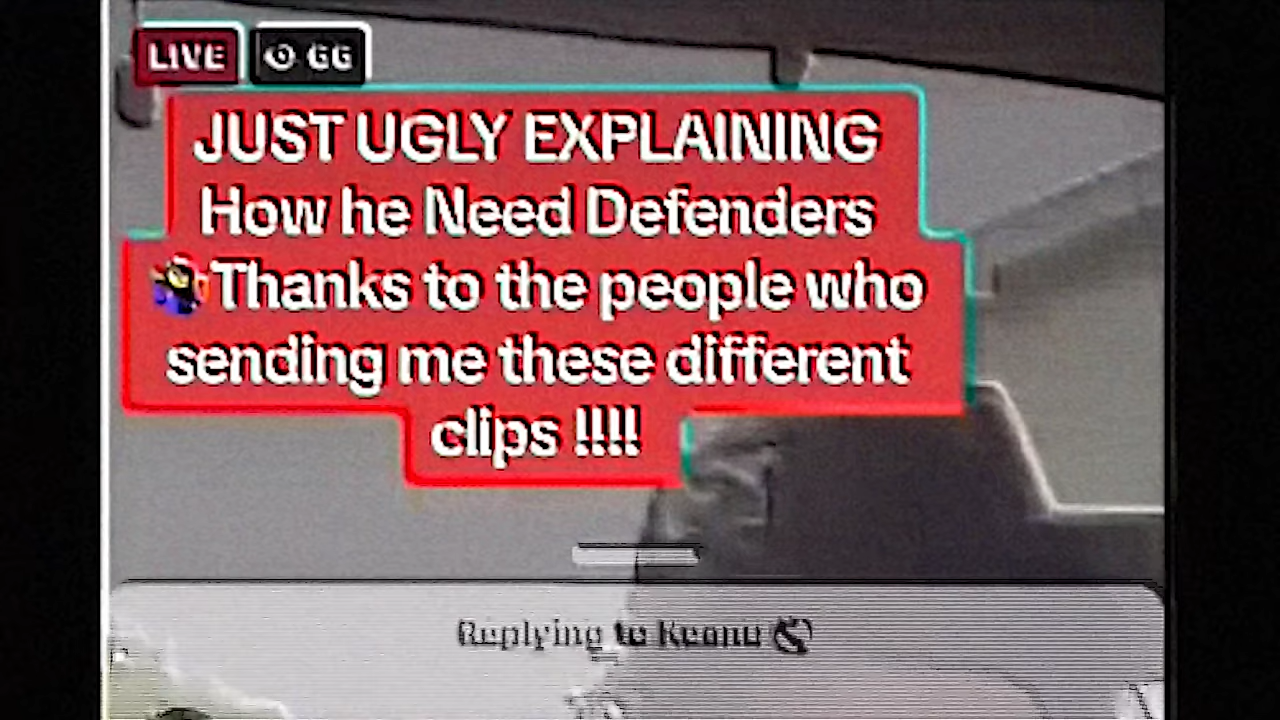 LIVE 66
JUST UGLY EXPLAINING
How he Need Defenders
Thanks to the people who
sending me these different
clips !!!!
Replying to Keanu